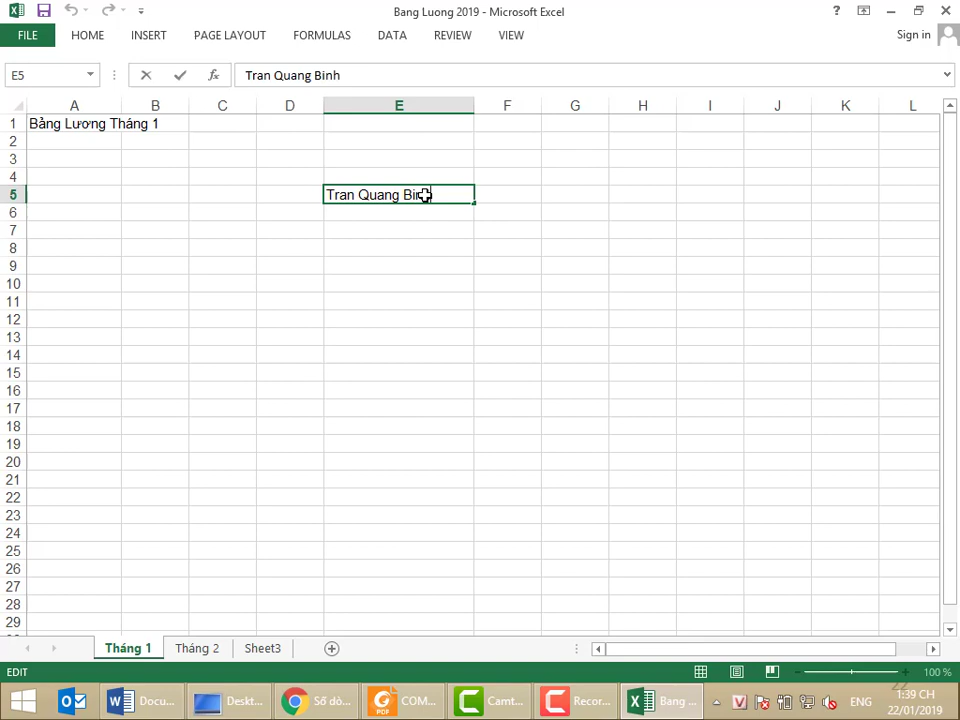 Bang Luong 2019 - Microsoft Excel
?
Sign in
FILE HOME INSERT PAGE LAYOUT FORMULAS DATA REVIEW VIEW
E5 fx Tran Quang Binh
A B C D E F G H I J K L
1 Bảng Lương Tháng 1
2
3
4
5 Tran Quang Bin
6
7
8
9
10
11
12
13
14
15
16
17
18
19
20
21
22
23
24
25
26
27
28
29
Tháng 1 Tháng 2 Sheet3
EDIT 100 %
Docu... Deskt... Sổ dò... COM... Camt... Recor... Bang ... ENG 1:39 CH
22/01/2019